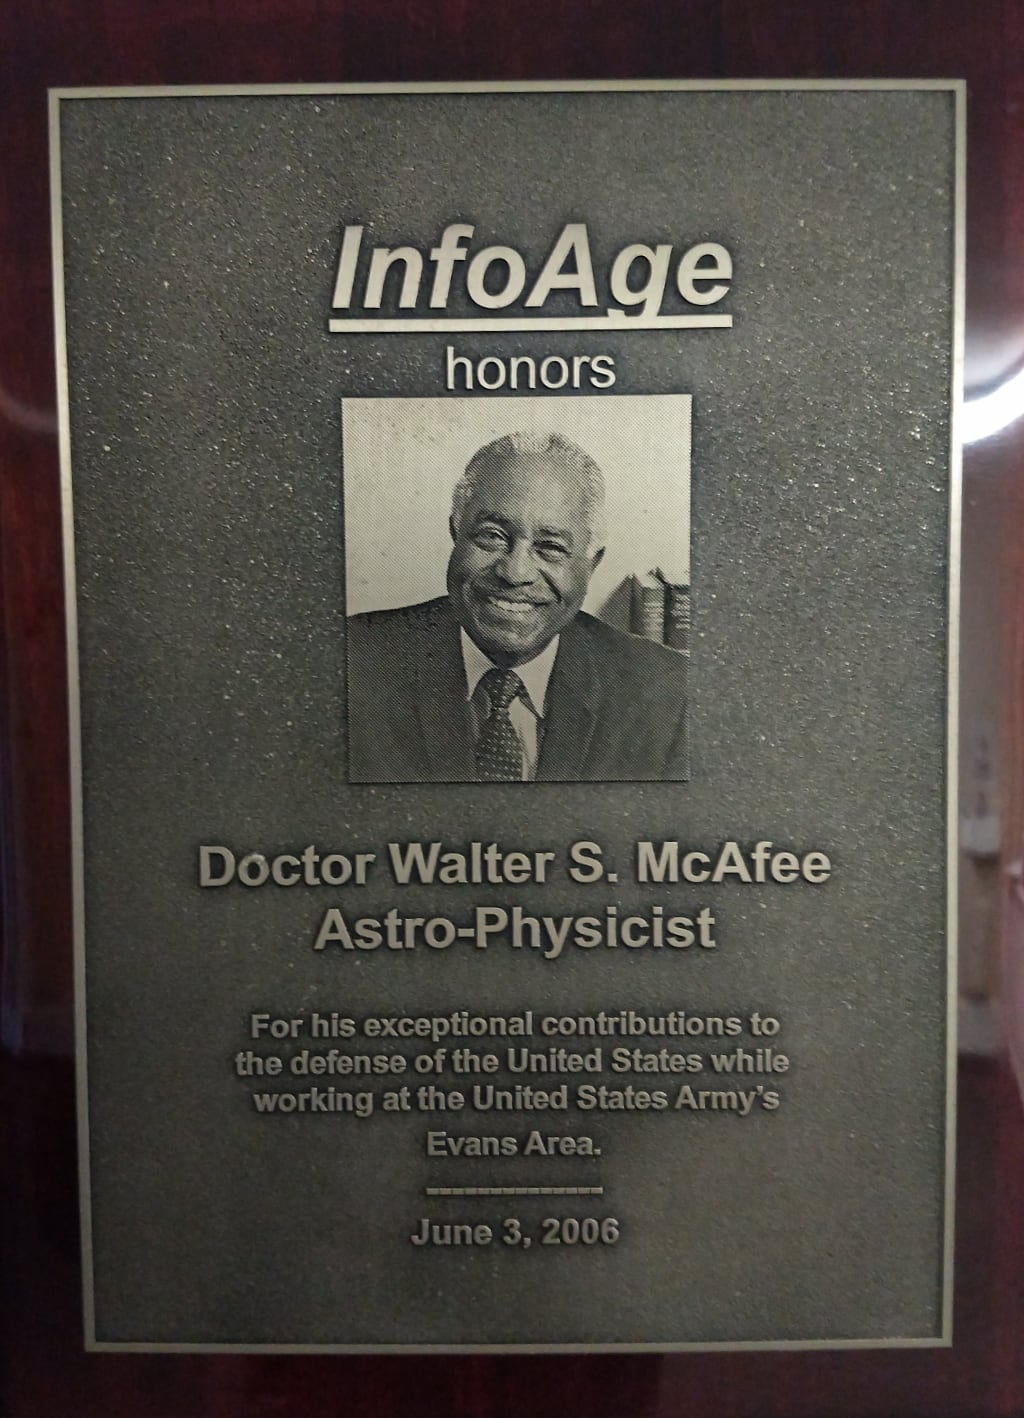 InfoAge
honors
Doctor Walter S. McAfee
Astro-Physicist
For his exceptional contributions to
the defense of the United States while
working at the United States Army's
Evans Area.
June 3, 2006